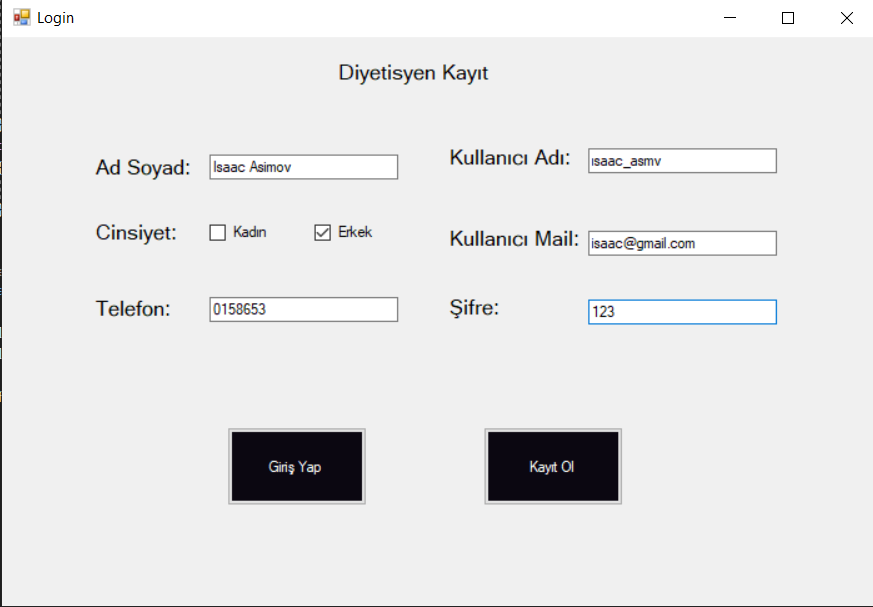 Login
Diyetisyen Kayıt
Ad Soyad: Isaac Asimov
Kullanıcı Adı: ısaac_asmv
Cinsiyet: Kadın Erkek
Kullanıcı Mail: isaac@gmail.com
Telefon: 0158653
Şifre: 123
Giriş Yap
Kayıt Ol